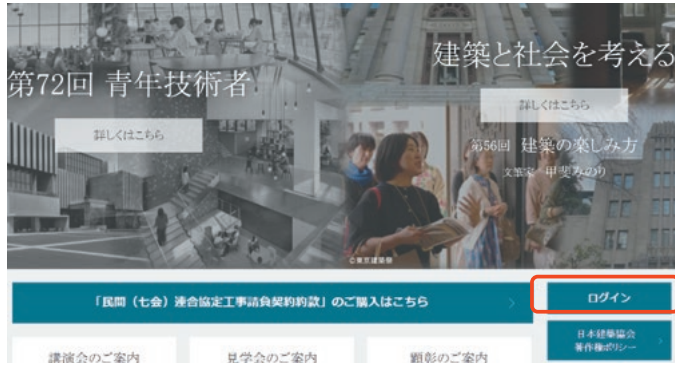 第72回 青年技術者
詳しくはこちら
建築と社会を考える
詳しくはこちら
第56回 建築の楽しみ方
文筆家 甲斐みのり
©東京建築祭
「民間（七会）連合協定工事請負契約約款」のご購入はこちら
ログイン
日本建築協会
著作権ポリシー
講演会のご案内
見学会のご案内
顕彰のご案内